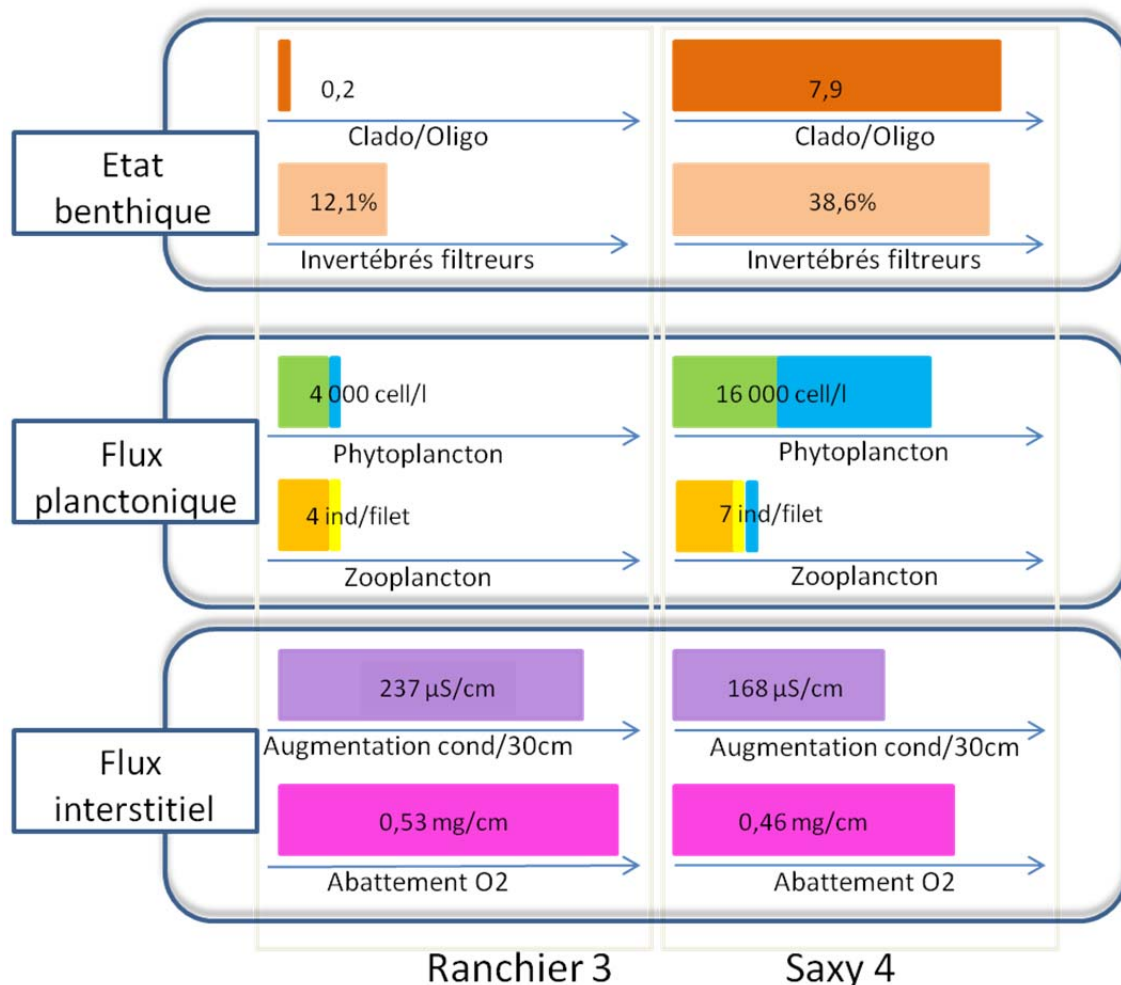 Etat
benthique
0,2
Clado/Oligo
12,1%
Invertébrés filtreurs
7,9
Clado/Oligo
38,6%
Invertébrés filtreurs
Flux
planctonique
4 000 cell/l
Phytoplancton
4 ind/filet
Zooplancton
16 000 cell/l
Phytoplancton
7 ind/filet
Zooplancton
Flux
interstitiel
237 µS/cm
Augmentation cond/30cm
0,53 mg/cm
Abattement O2
168 µS/cm
Augmentation cond/30cm
0,46 mg/cm
Abattement O2
Ranchier 3
Saxy 4